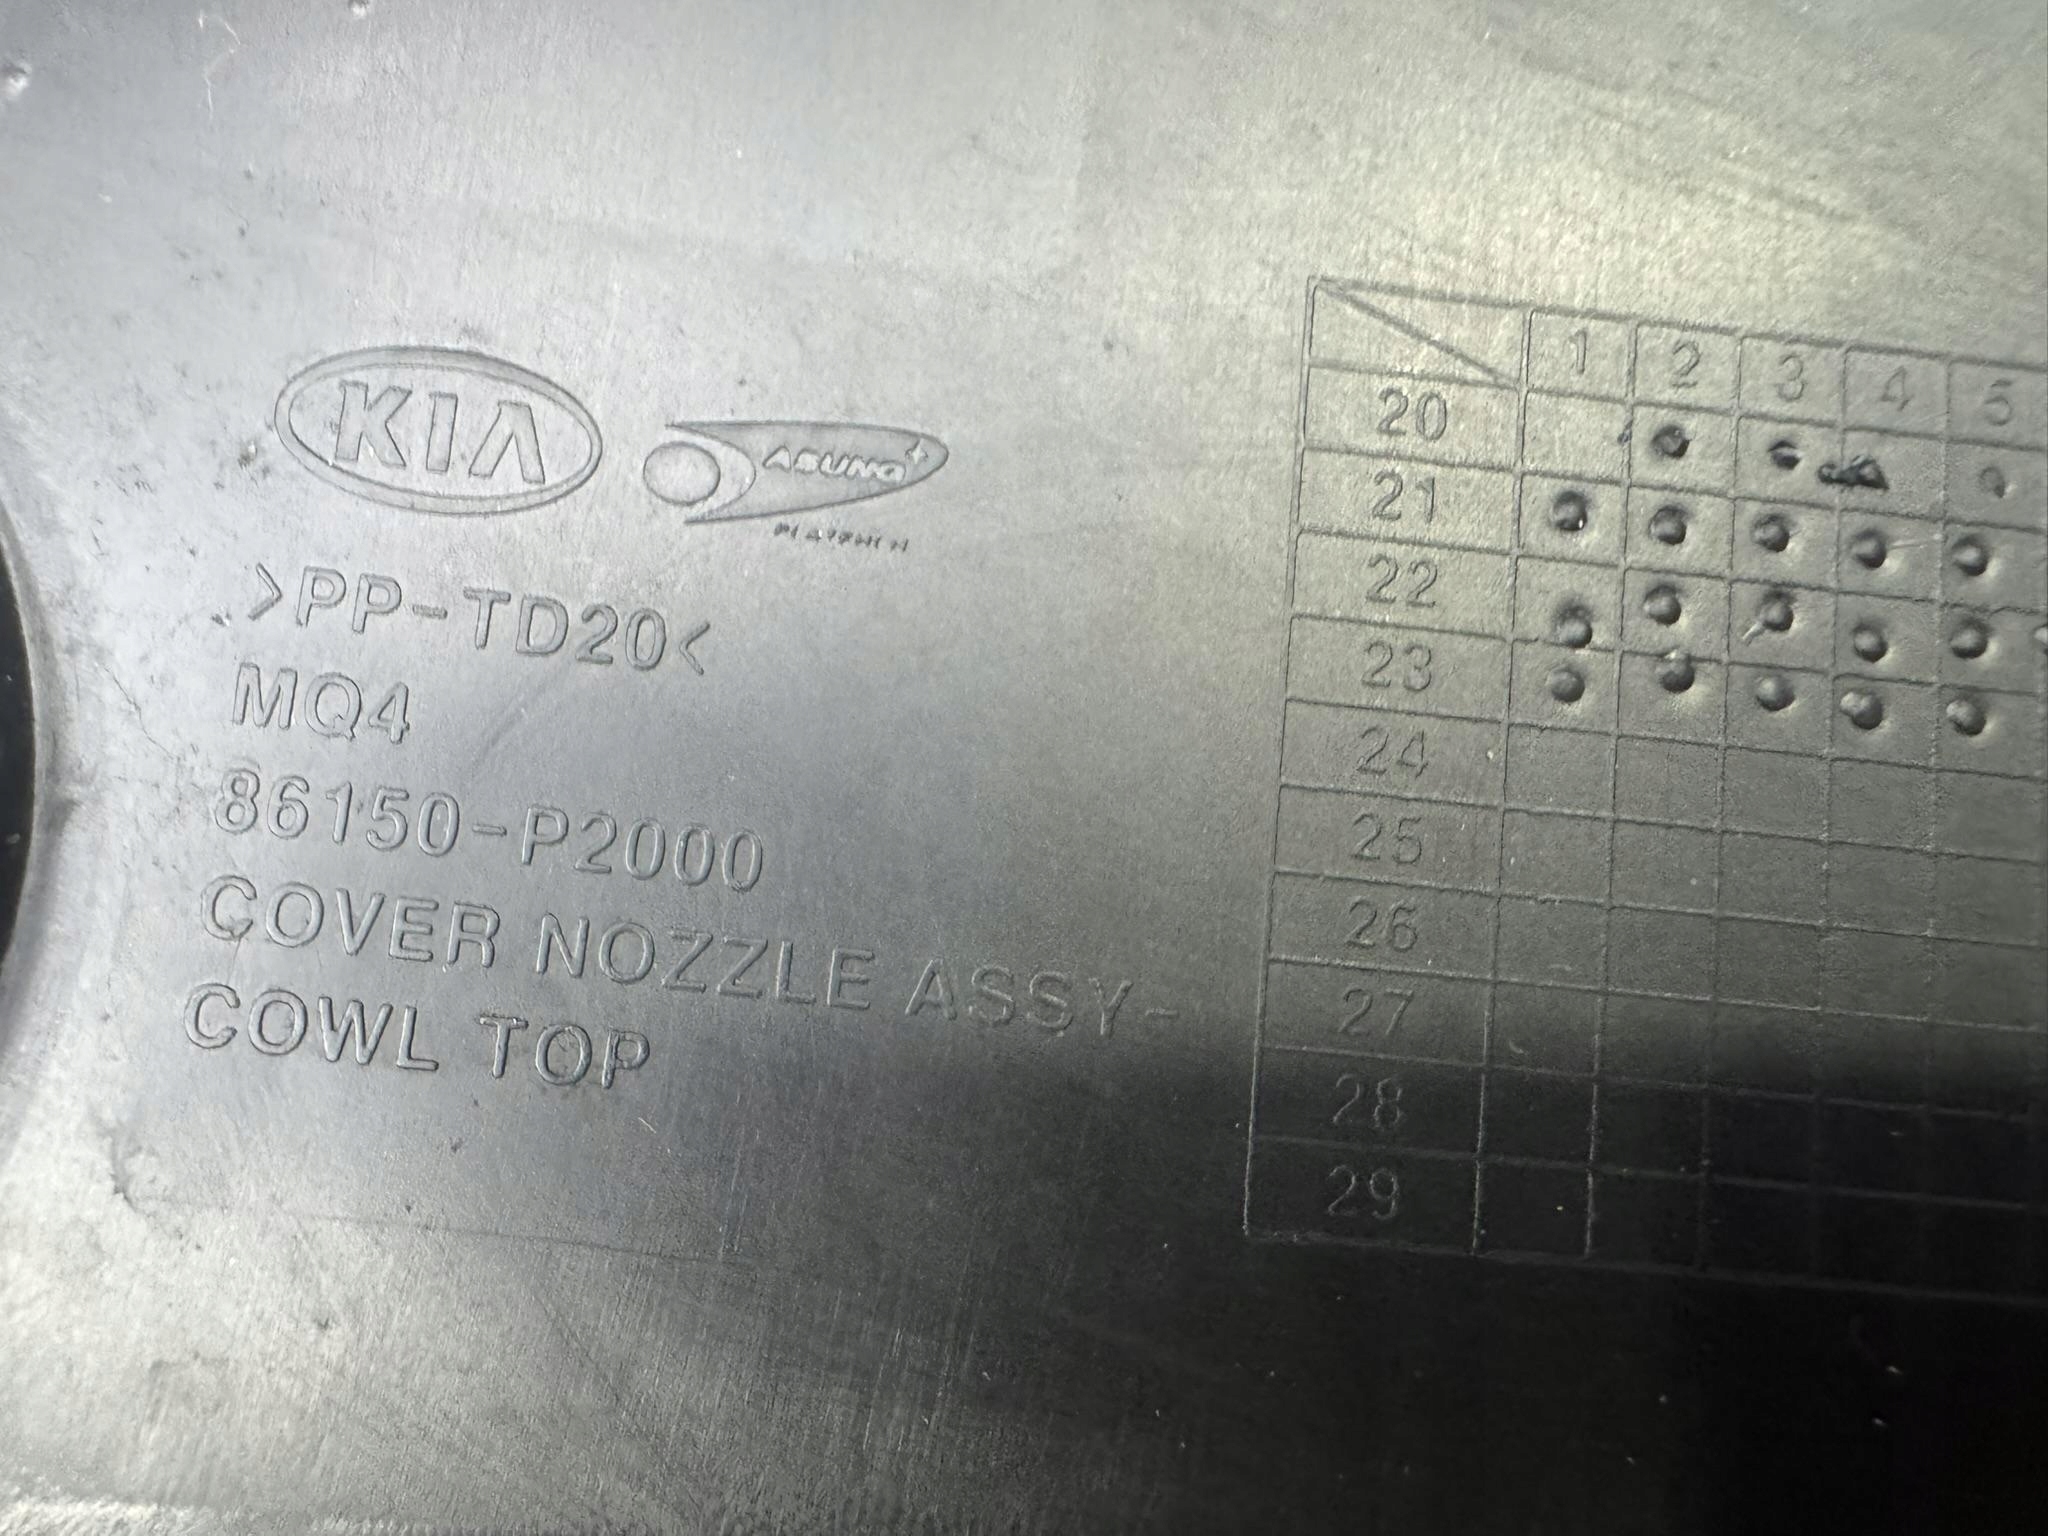 KIA
ASUNG
>PP-TD20<
MQ4
86150-P2000
COVER NOZZLE ASSY-
COWL TOP
1 2 3 4 5
20
21
22
23
24
25
26
27
28
29